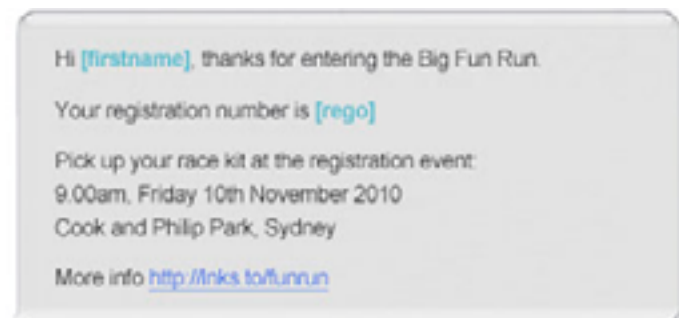 Hi [firstname], thanks for entering the Big Fun Run.
Your registration number is [rego]
Pick up your race kit at the registration event:
9.00am, Friday 10th November 2010
Cook and Philip Park, Sydney
More info http://lnks.to/funrun